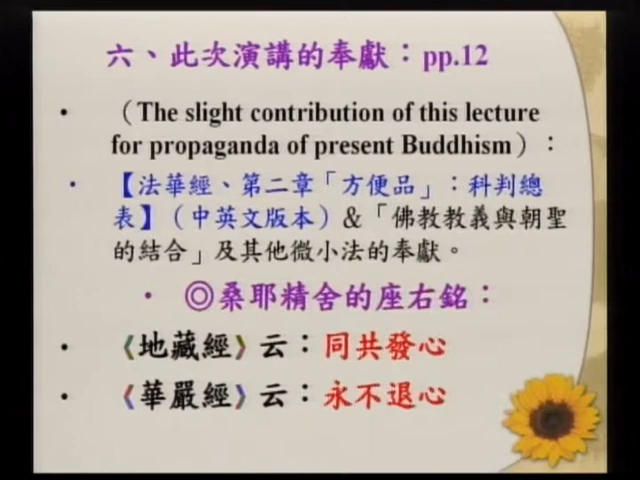 六、此次演講的奉獻：pp.12
• （The slight contribution of this lecture
for propaganda of present Buddhism）：
• 【法華經、第二章「方便品」：科判總
表】（中英文版本）＆「佛教教義與朝聖
的結合」及其他微小法的奉獻。
• ◎桑耶精舍的座右銘：
• 《地藏經》云：同共發心
• 《華嚴經》云：永不退心